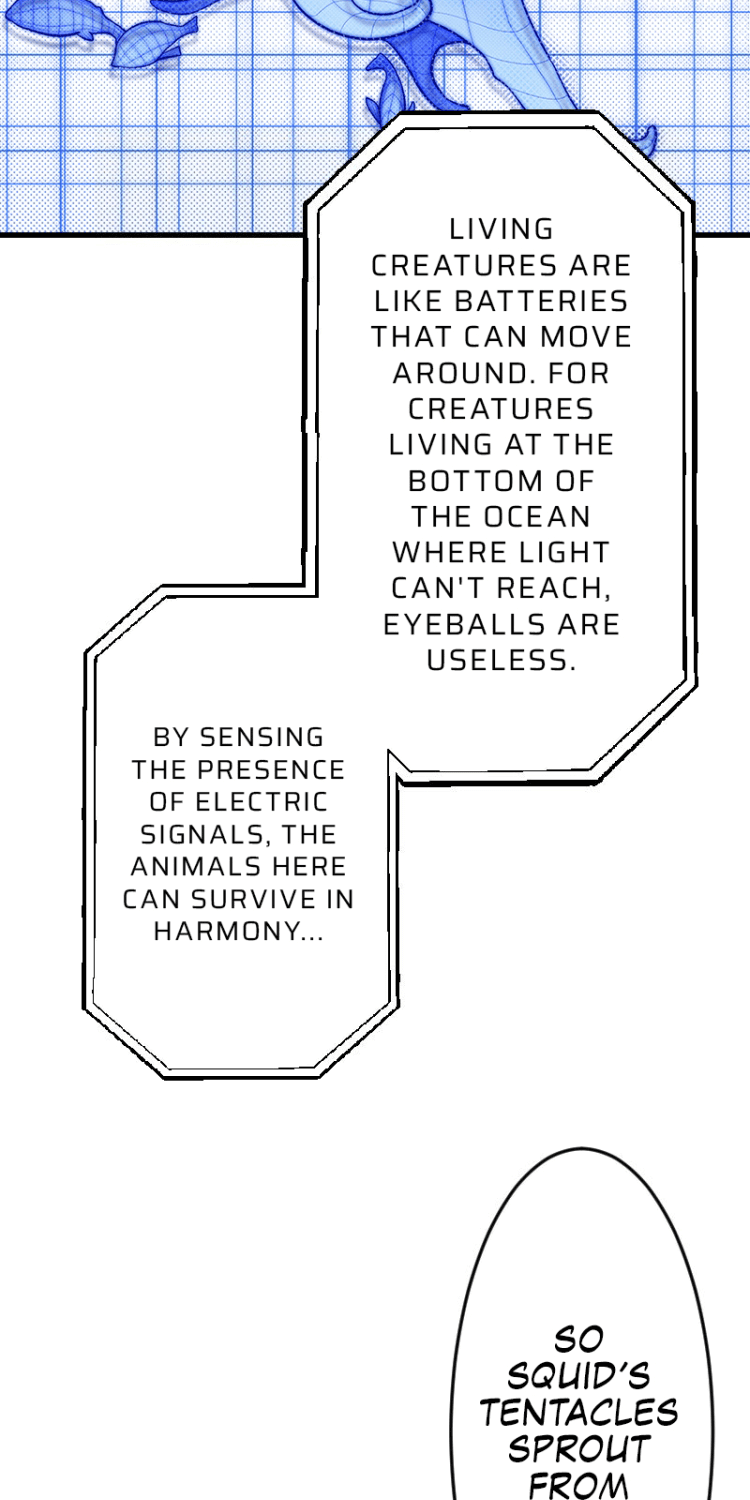 LIVING
CREATURES ARE
LIKE BATTERIES
THAT CAN MOVE
AROUND. FOR
CREATURES
LIVING AT THE
BOTTOM OF
THE OCEAN
WHERE LIGHT
CAN'T REACH,
EYEBALLS ARE
USELESS.
BY SENSING
THE PRESENCE
OF ELECTRIC
SIGNALS, THE
ANIMALS HERE
CAN SURVIVE IN
HARMONY...
SO
SQUID'S
TENTACLES
SPROUT
FROM